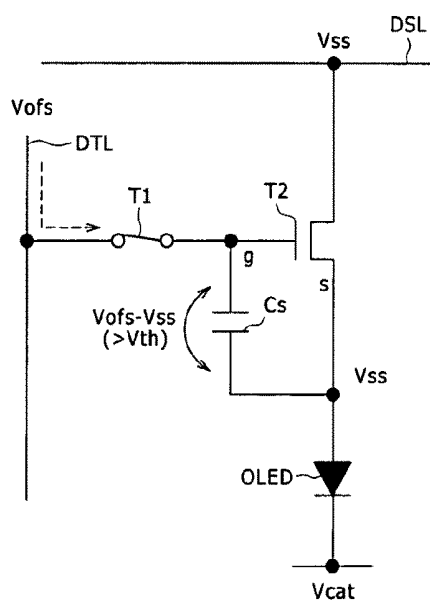 DSL
Vss
Vofs
DTL
T1
T2
g
s
Cs
Vofs-Vss
(>Vth)
Vss
OLED
Vcat